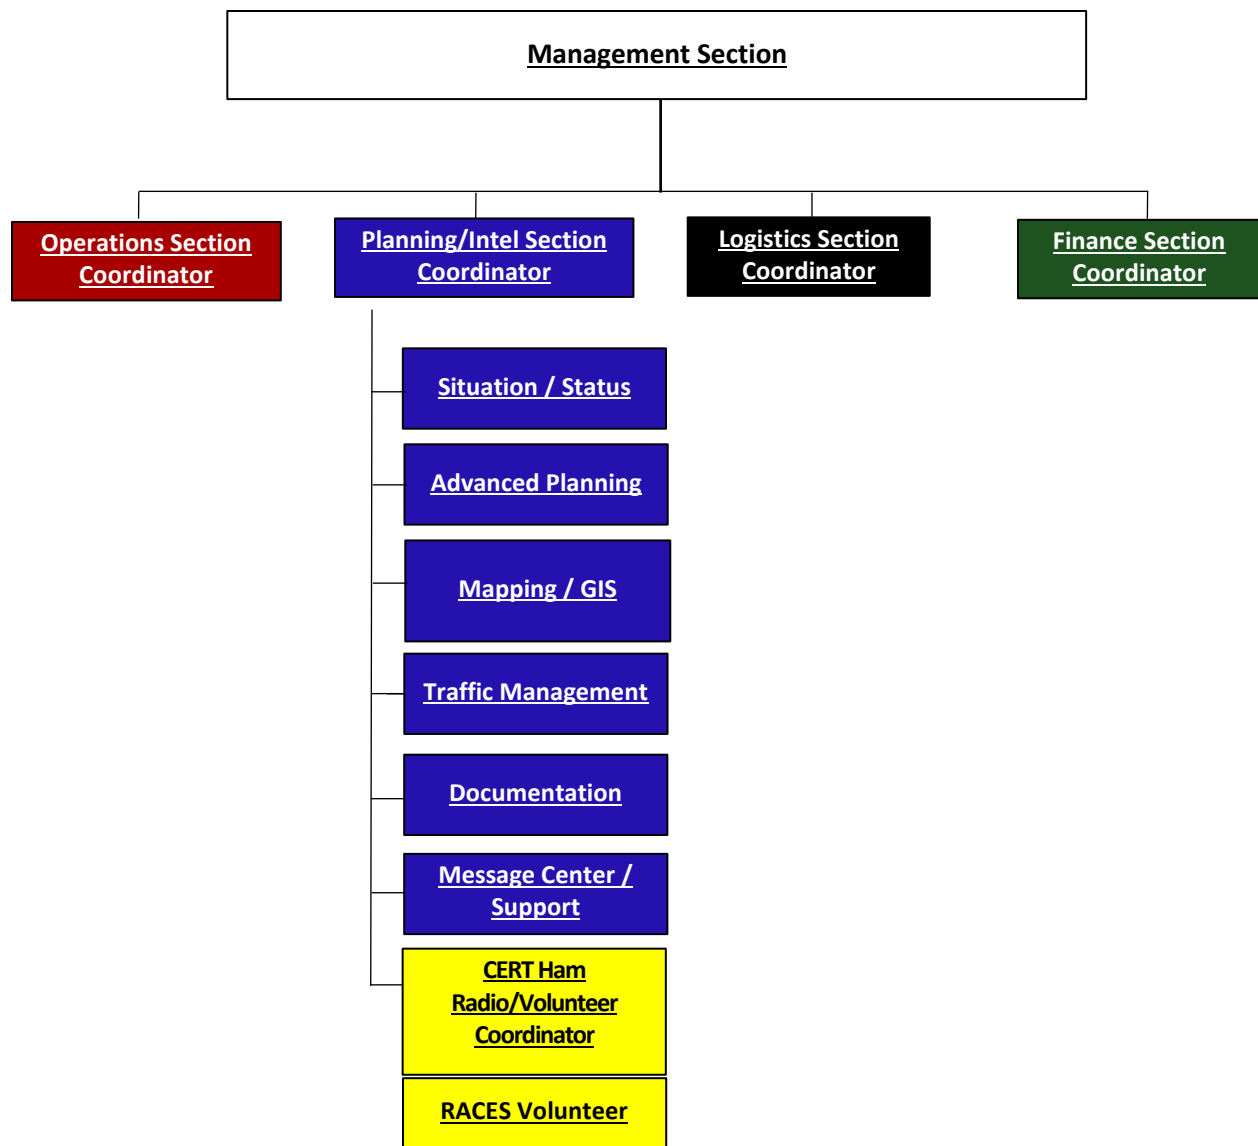 Management Section
Operations Section
Coordinator
Planning/Intel Section
Coordinator
Logistics Section
Coordinator
Finance Section
Coordinator
Situation / Status
Advanced Planning
Mapping / GIS
Traffic Management
Documentation
Message Center /
Support
CERT Ham
Radio/Volunteer
Coordinator
RACES Volunteer